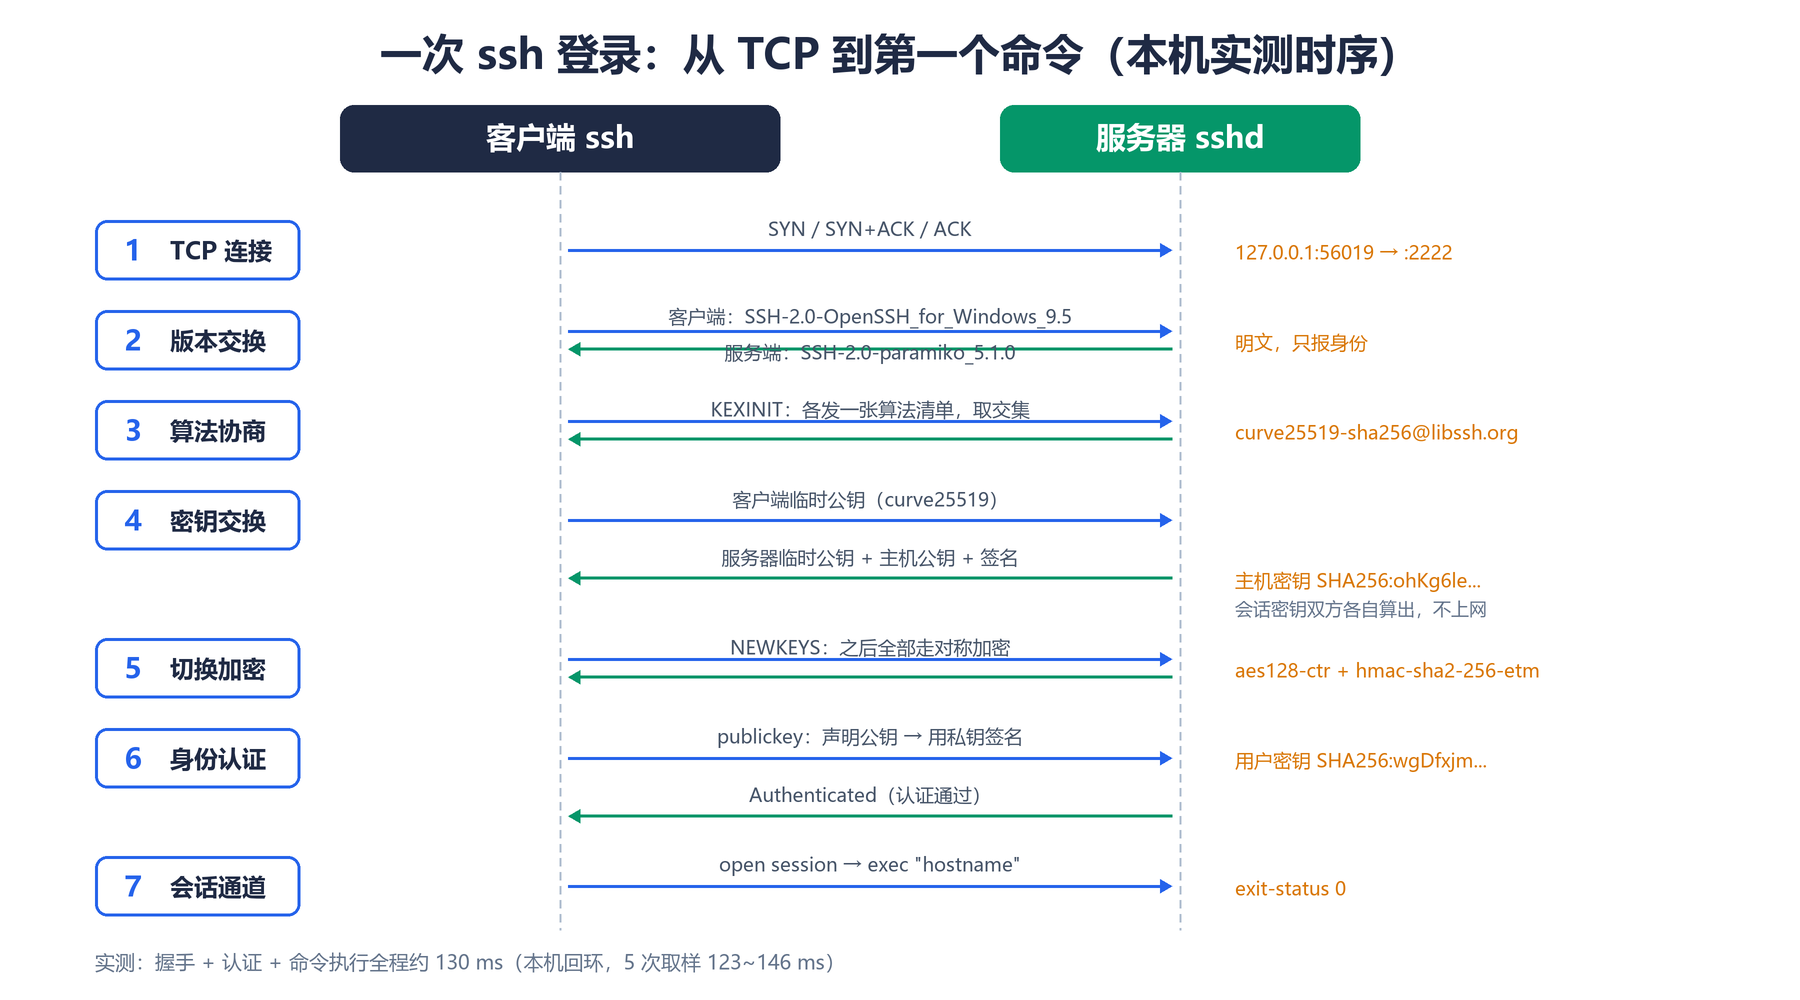 一次 ssh 登录：从 TCP 到第一个命令（本机实测时序）
客户端 ssh
服务器 sshd
1 TCP 连接
SYN / SYN+ACK / ACK
127.0.0.1:56019 → :2222
2 版本交换
客户端：SSH-2.0-OpenSSH_for_Windows_9.5
服务端：SSH-2.0-paramiko_5.1.0
明文，只报身份
3 算法协商
KEXINIT：各发一张算法清单，取交集
curve25519-sha256@libssh.org
4 密钥交换
客户端临时公钥（curve25519）
服务器临时公钥 + 主机公钥 + 签名
主机密钥 SHA256:ohKg6le...
会话密钥双方各自算出，不上网
5 切换加密
NEWKEYS：之后全部走对称加密
aes128-ctr + hmac-sha2-256-etm
6 身份认证
publickey：声明公钥 → 用私钥签名
用户密钥 SHA256:wgDfxjm...
Authenticated（认证通过）
7 会话通道
open session → exec "hostname"
exit-status 0
实测：握手 + 认证 + 命令执行全程约 130 ms（本机回环，5 次取样 123~146 ms）